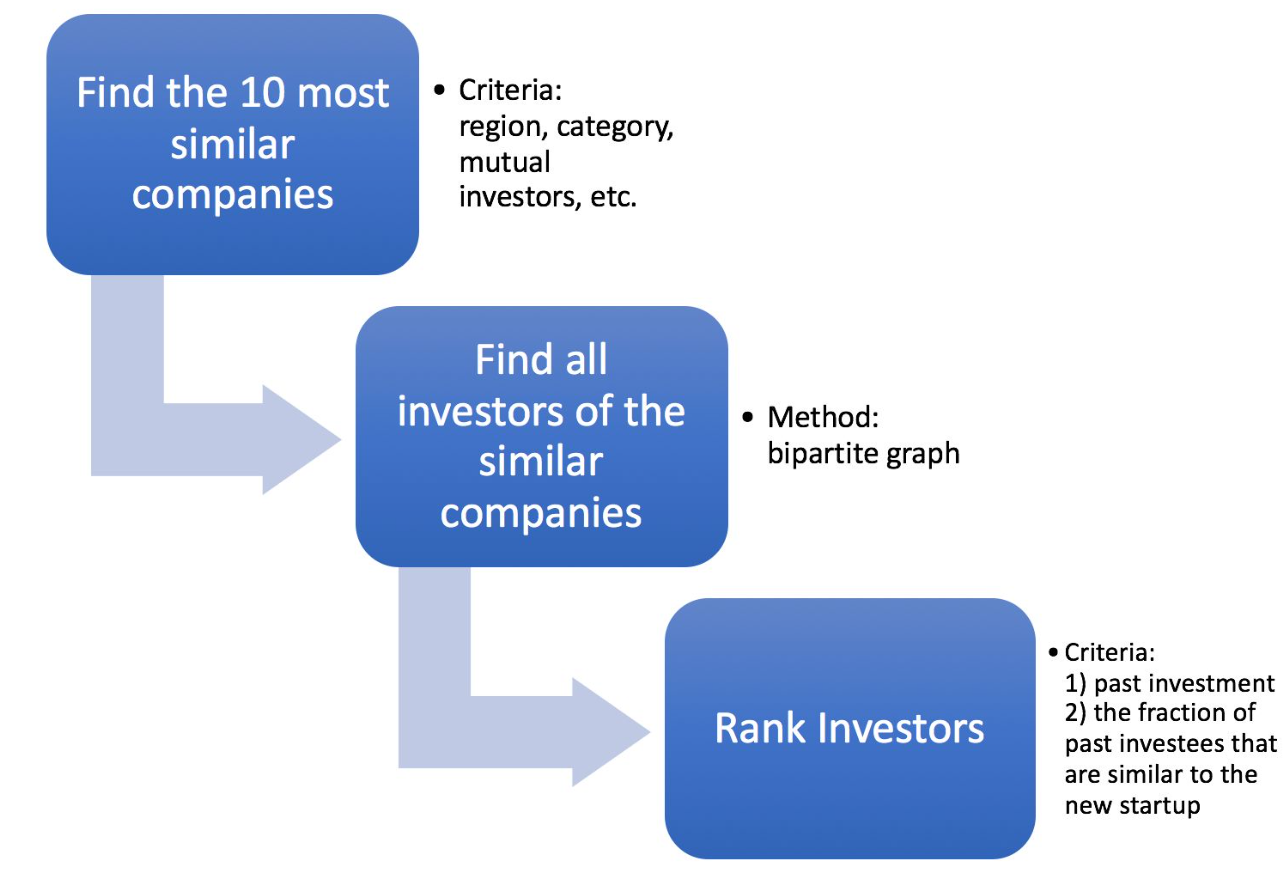 Find the 10 most
similar
companies
• Criteria:
region, category,
mutual
investors, etc.
Find all
investors of the
similar
companies
• Method:
bipartite graph
Rank Investors
• Criteria:
1) past investment
2) the fraction of
past investees that
are similar to the
new startup